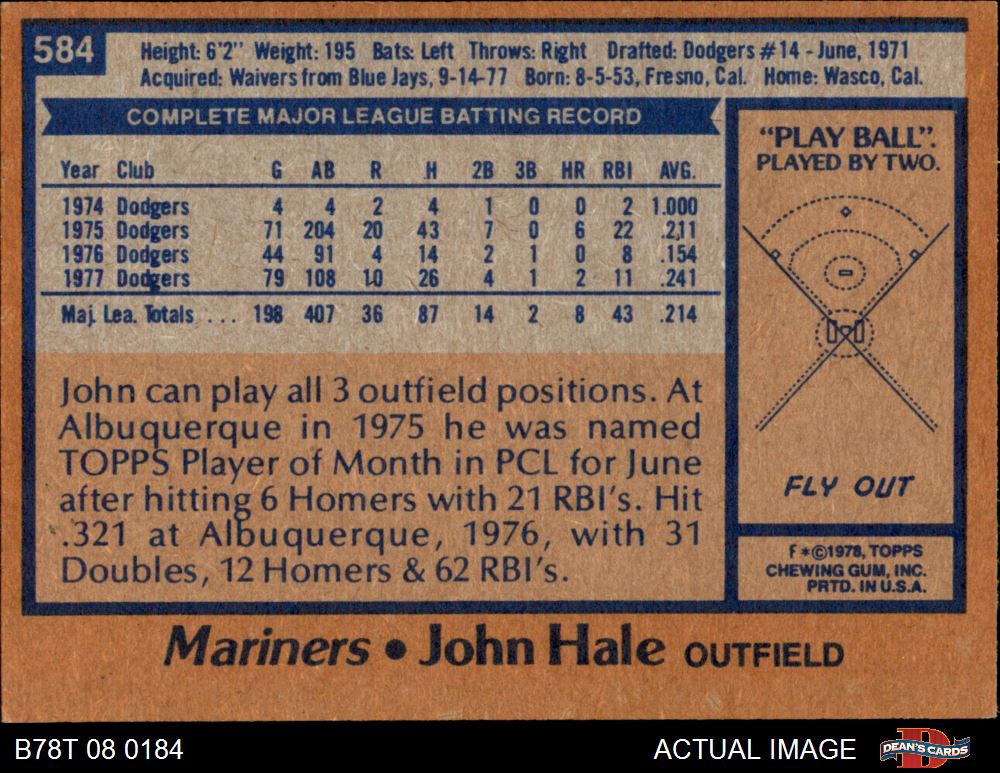 584
Height: 6'2" Weight: 195 Bats: Left Throws: Right Drafted: Dodgers #14 - June, 1971
Acquired: Waivers from Blue Jays, 9-14-77 Born: 8-5-53, Fresno, Cal. Home: Wasco, Cal.
COMPLETE MAJOR LEAGUE BATTING RECORD
Year Club G AB R H 2B 3B HR RBI AVG.
1974 Dodgers 4 4 2 4 1 0 0 2 1.000
1975 Dodgers 71 204 20 43 7 0 6 22 .211
1976 Dodgers 44 91 4 14 2 1 0 8 .154
1977 Dodgers 79 108 10 26 4 1 2 11 .241
Maj. Lea. Totals ... 198 407 36 87 14 2 8 43 .214
John can play all 3 outfield positions. At
Albuquerque in 1975 he was named
TOPPS Player of Month in PCL for June
after hitting 6 Homers with 21 RBI's. Hit
.321 at Albuquerque, 1976, with 31
Doubles, 12 Homers & 62 RBI's.
"PLAY BALL".
PLAYED BY TWO.
FLY OUT
F*©1978, TOPPS
CHEWING GUM, INC.
PRTD. IN U.S.A.
Mariners • John Hale OUTFIELD
B78T 08 0184 ACTUAL IMAGE
DEAN'S CARDS